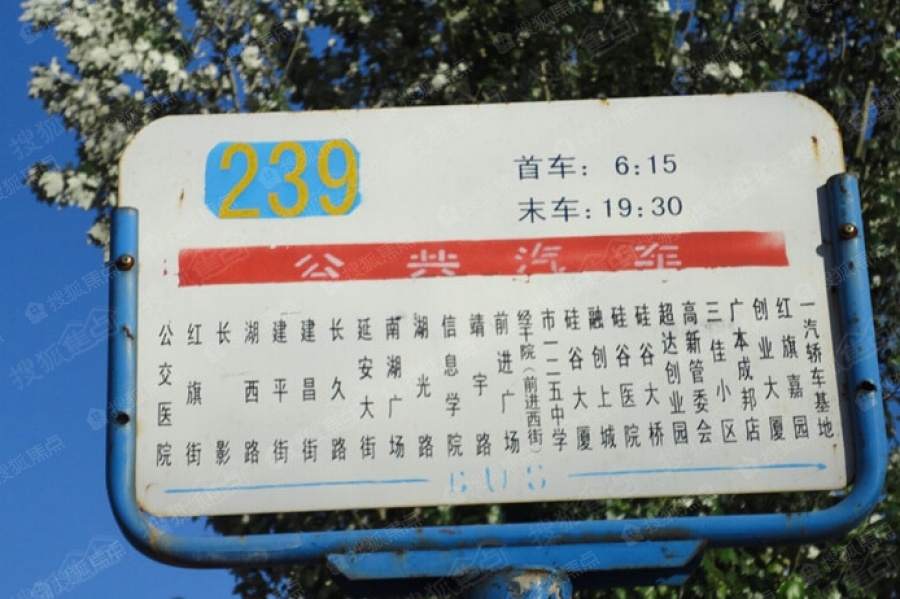 239
首车: 6:15
末车:19:30
公共汽车
公交医院
红旗街
长影
湖西路
建平街
建昌街
长久路
延安大街
南湖广场
湖光路
信息学院
靖宇路
前进广场
经干院(前进西街)
市一二五中学
硅谷大厦
融创上城
硅谷医院
硅谷大桥
超达创业园
高新管委会
三佳小区
广本成邦店
创业大厦
红旗嘉园
一汽轿车基地
BUS
搜狐焦点